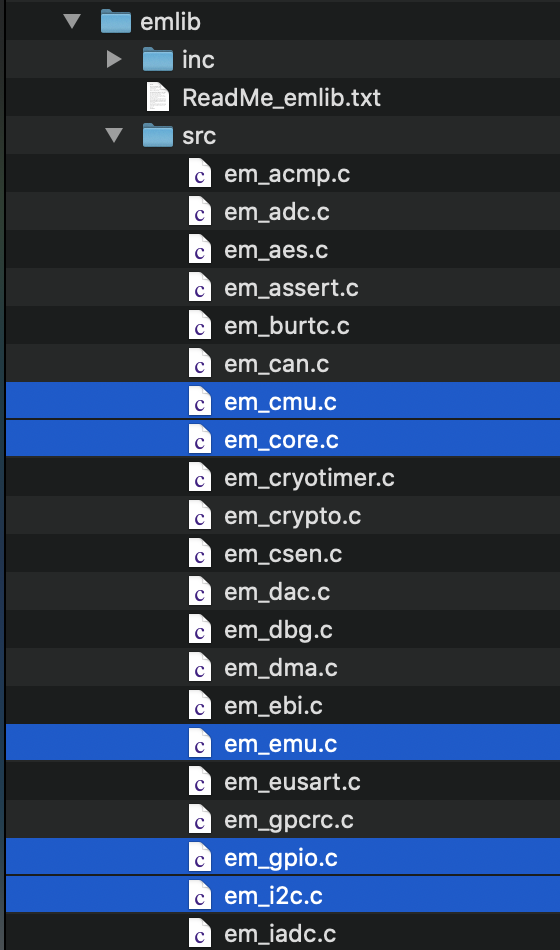 emlib
inc
ReadMe_emlib.txt
src
c em_acmp.c
c em_adc.c
c em_aes.c
c em_assert.c
c em_burtc.c
c em_can.c
c em_cmu.c
c em_core.c
c em_cryotimer.c
c em_crypto.c
c em_csen.c
c em_dac.c
c em_dbg.c
c em_dma.c
c em_ebi.c
c em_emu.c
c em_eusart.c
c em_gpcrc.c
c em_gpio.c
c em_i2c.c
c em_iadc.c